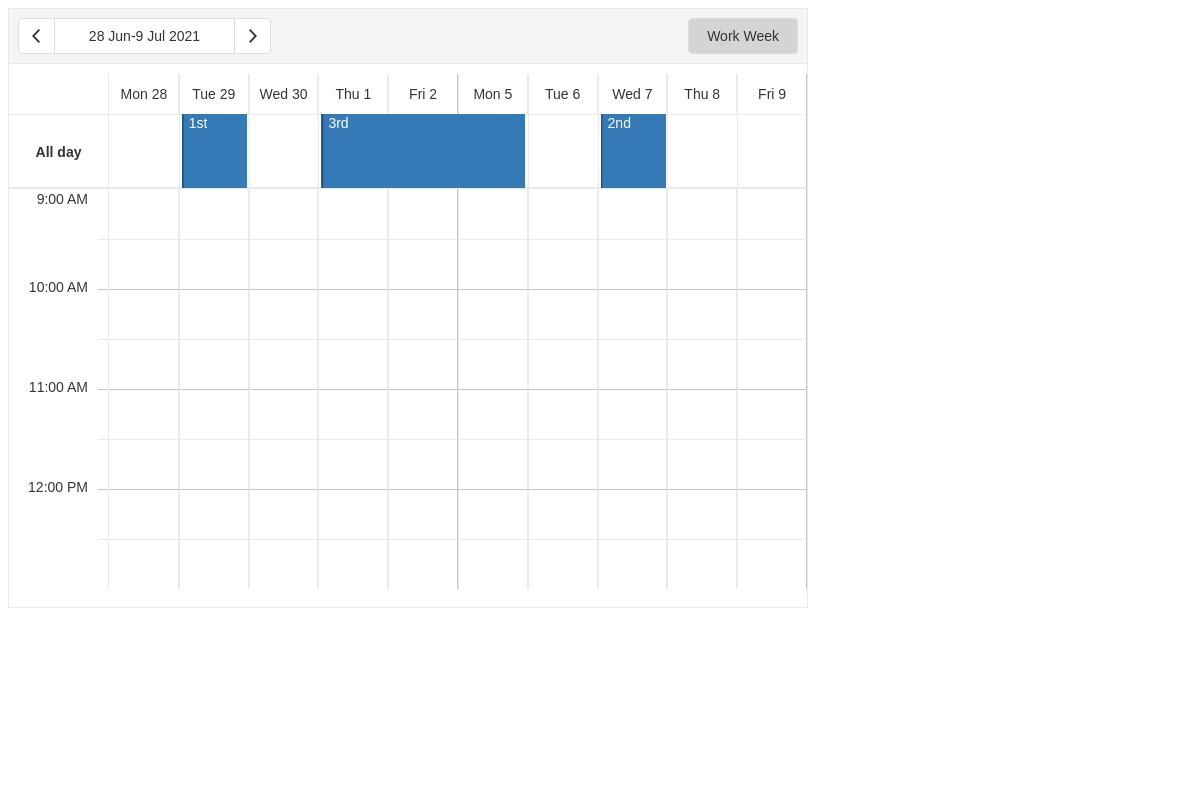 28 Jun-9 Jul 2021 Work Week
Mon 28 Tue 29 Wed 30 Thu 1 Fri 2 Mon 5 Tue 6 Wed 7 Thu 8 Fri 9
All day 1st 3rd 2nd
9:00 AM
10:00 AM
11:00 AM
12:00 PM